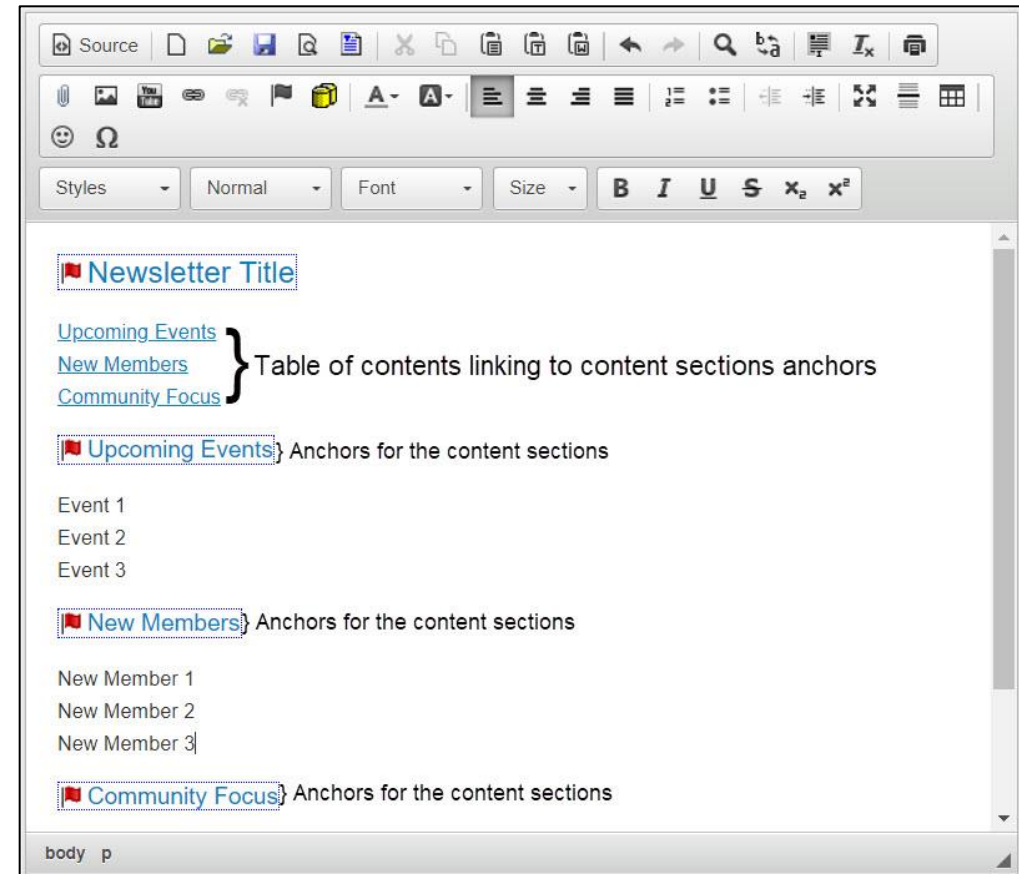 Source
Styles Normal Font Size B I U S x₂ x²
Newsletter Title
Upcoming Events
New Members
Community Focus
} Table of contents linking to content sections anchors
Upcoming Events} Anchors for the content sections
Event 1
Event 2
Event 3
New Members} Anchors for the content sections
New Member 1
New Member 2
New Member 3
Community Focus} Anchors for the content sections
body p